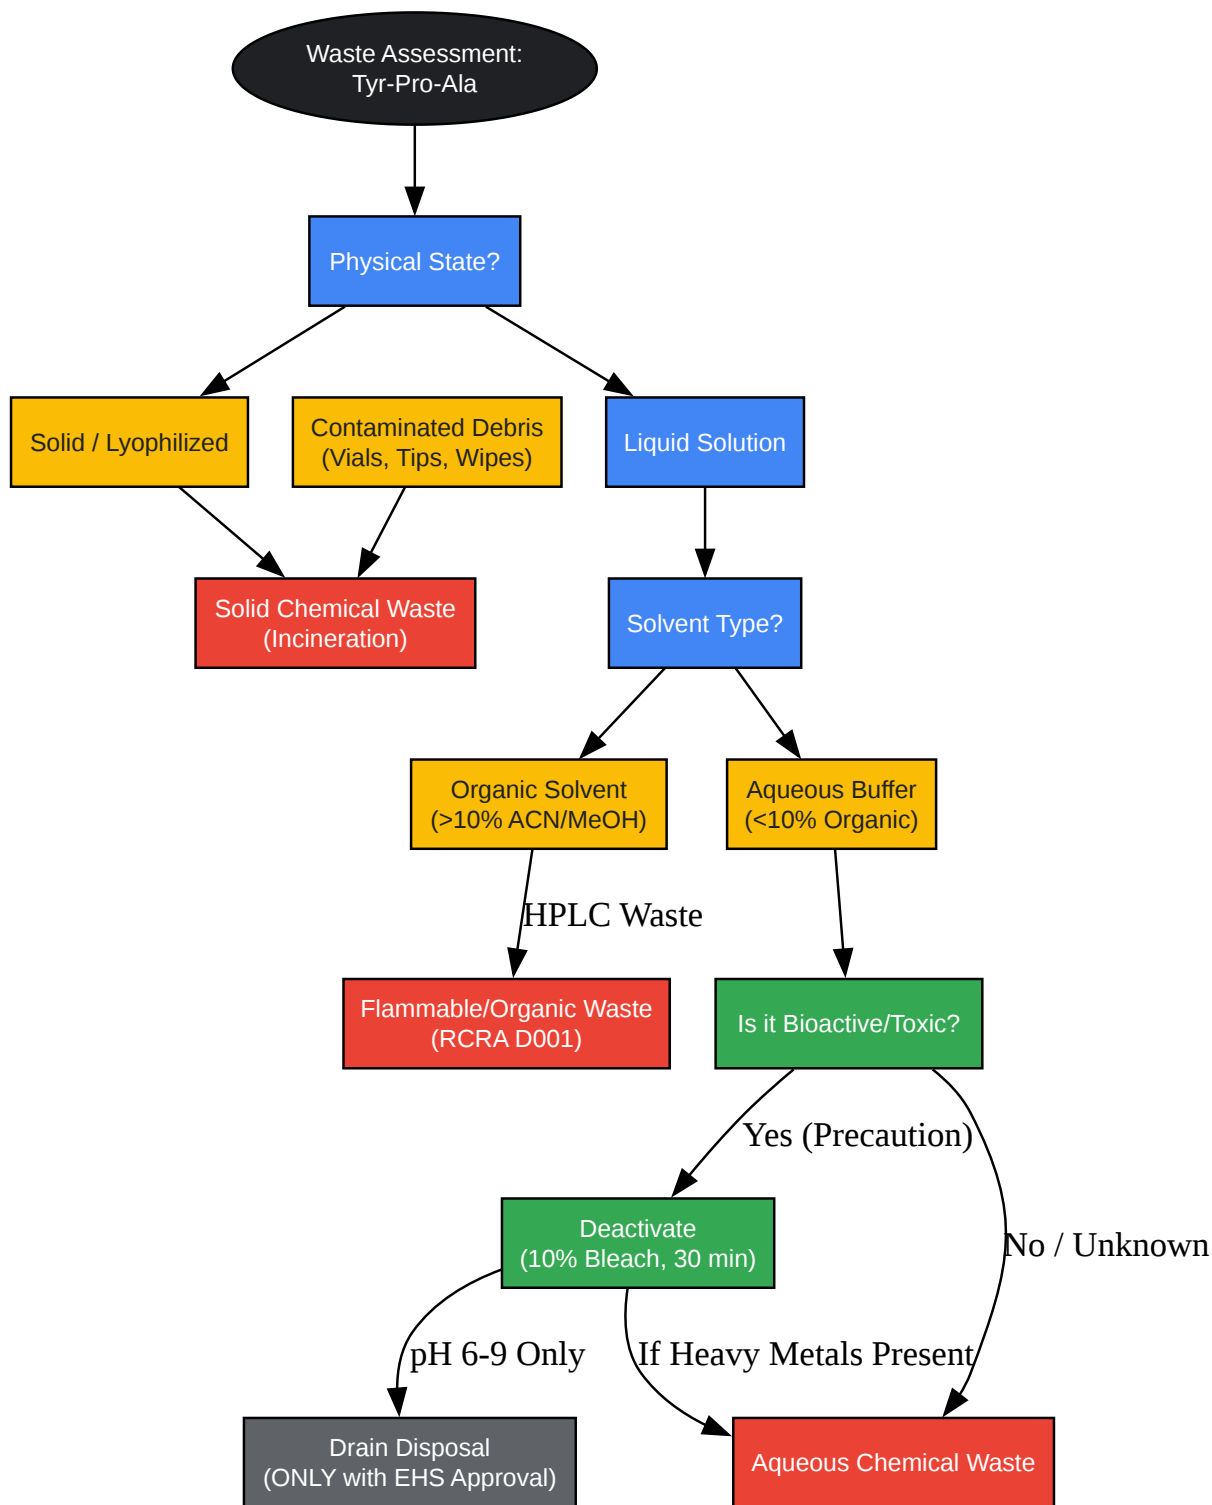 Waste Assessment:
Tyr-Pro-Ala
Physical State?
Solid / Lyophilized
Contaminated Debris
(Vials, Tips, Wipes)
Liquid Solution
Solid Chemical Waste
(Incineration)
Solvent Type?
Organic Solvent
(>10% ACN/MeOH)
Aqueous Buffer
(<10% Organic)
HPLC Waste
Flammable/Organic Waste
(RCRA D001)
Is it Bioactive/Toxic?
Yes (Precaution)
Deactivate
(10% Bleach, 30 min)
No / Unknown
pH 6-9 Only
If Heavy Metals Present
Drain Disposal
(ONLY with EHS Approval)
Aqueous Chemical Waste